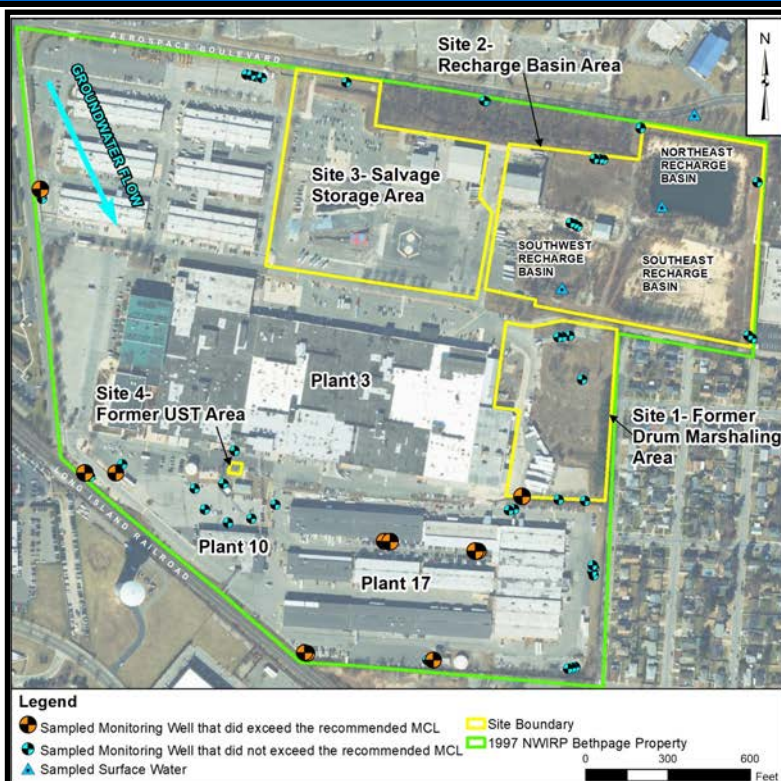 AEROSPACE BOULEVARD
N
GROUNDWATER FLOW
Site 2-
Recharge Basin Area
Site 3- Salvage
Storage Area
NORTHEAST
RECHARGE
BASIN
SOUTHWEST
RECHARGE
BASIN
SOUTHEAST
RECHARGE
BASIN
Plant 3
Site 4-
Former UST Area
Site 1- Former
Drum Marshaling
Area
LONG ISLAND RAILROAD
Plant 10
Plant 17
Legend
Sampled Monitoring Well that did exceed the recommended MCL
Sampled Monitoring Well that did not exceed the recommended MCL
Sampled Surface Water
Site Boundary
1997 NWIRP Bethpage Property
0 300 600
Feet